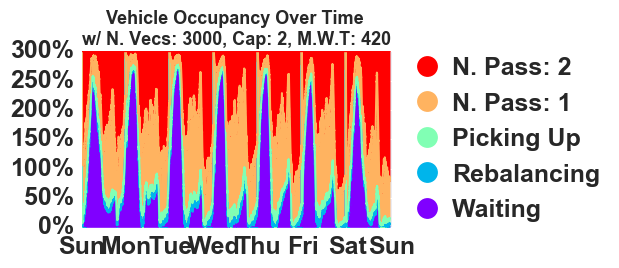 Vehicle Occupancy Over Time
w/ N. Vecs: 3000, Cap: 2, M.W.T: 420
300%
250%
200%
150%
100%
50%
0%
Sun Mon Tue Wed Thu Fri Sat Sun
N. Pass: 2
N. Pass: 1
Picking Up
Rebalancing
Waiting